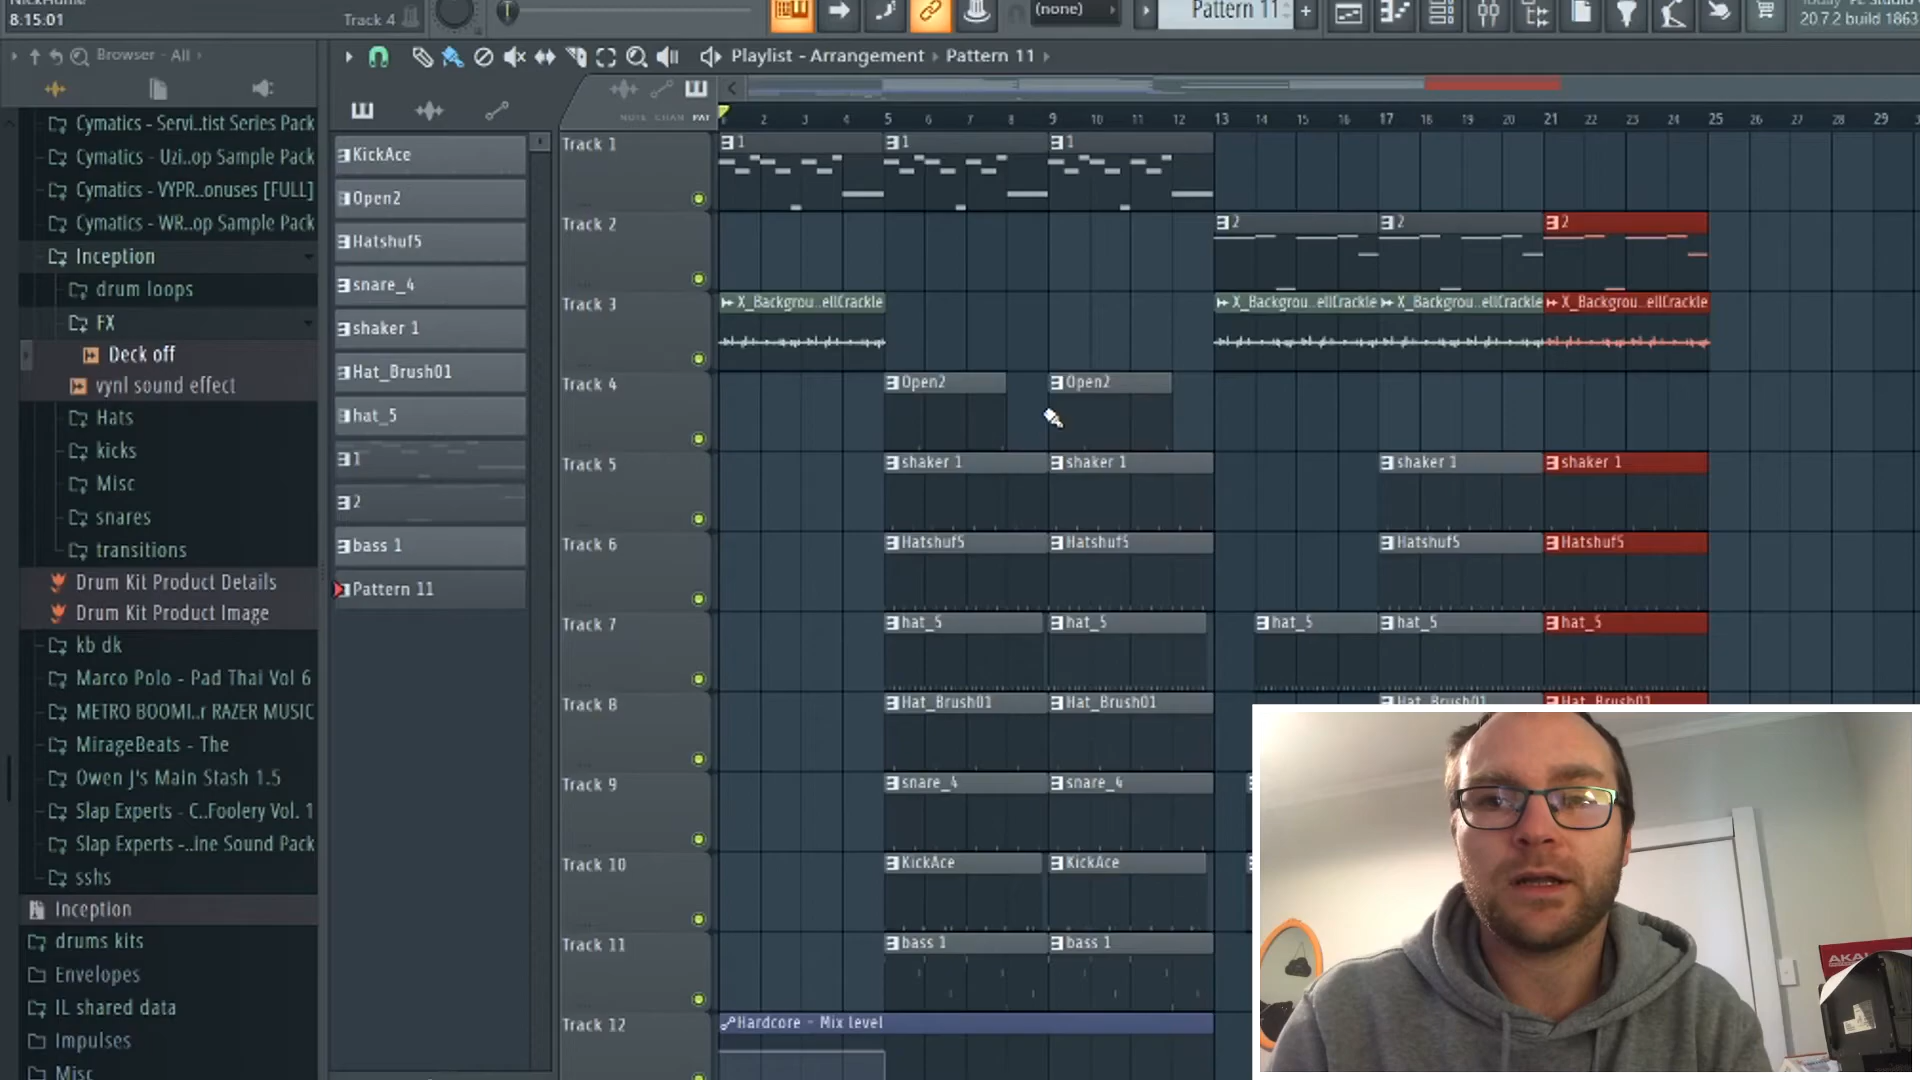 8:15:01
Track 4
(none)
Pattern 11
20.7.2 build 1863
Browser - All
Playlist - Arrangement › Pattern 11
NOTE CHAN PAT
2 3 4 5 6 7 8 9 10 11 12 13 14 15 16 17 18 19 20 21 22 23 24 25 26 27 28 29
Cymatics - Servi..tist Series Pack
Cymatics - Uzi..op Sample Pack
Cymatics - VYPR..onuses [FULL]
Cymatics - WR..op Sample Pack
Inception
drum loops
FX
Deck off
vynl sound effect
Hats
kicks
Misc
snares
transitions
Drum Kit Product Details
Drum Kit Product Image
kb dk
Marco Polo - Pad Thai Vol 6
METRO BOOMI..r RAZER MUSIC
MirageBeats - The
Owen J's Main Stash 1.5
Slap Experts - C..Foolery Vol. 1
Slap Experts -..ine Sound Pack
sshs
Inception
drums kits
Envelopes
IL shared data
Impulses
Misc
KickAce
Open2
Hatshuf5
snare_4
shaker 1
Hat_Brush01
hat_5
1
2
bass 1
Pattern 11
Track 1
1 1 1
Track 2
2 2 2
Track 3
X_Backgrou..ellCrackle X_Backgrou..ellCrackle X_Backgrou..ellCrackle X_Backgrou..ellCrackle
Track 4
Open2 Open2
Track 5
shaker 1 shaker 1 shaker 1 shaker 1
Track 6
Hatshuf5 Hatshuf5 Hatshuf5 Hatshuf5
Track 7
hat_5 hat_5 hat_5 hat_5 hat_5
Track 8
Hat_Brush01 Hat_Brush01 Hat_Brush01 Hat_Brush01
Track 9
snare_4 snare_4
Track 10
KickAce KickAce
Track 11
bass 1 bass 1
Track 12
Hardcore - Mix level
AKAI